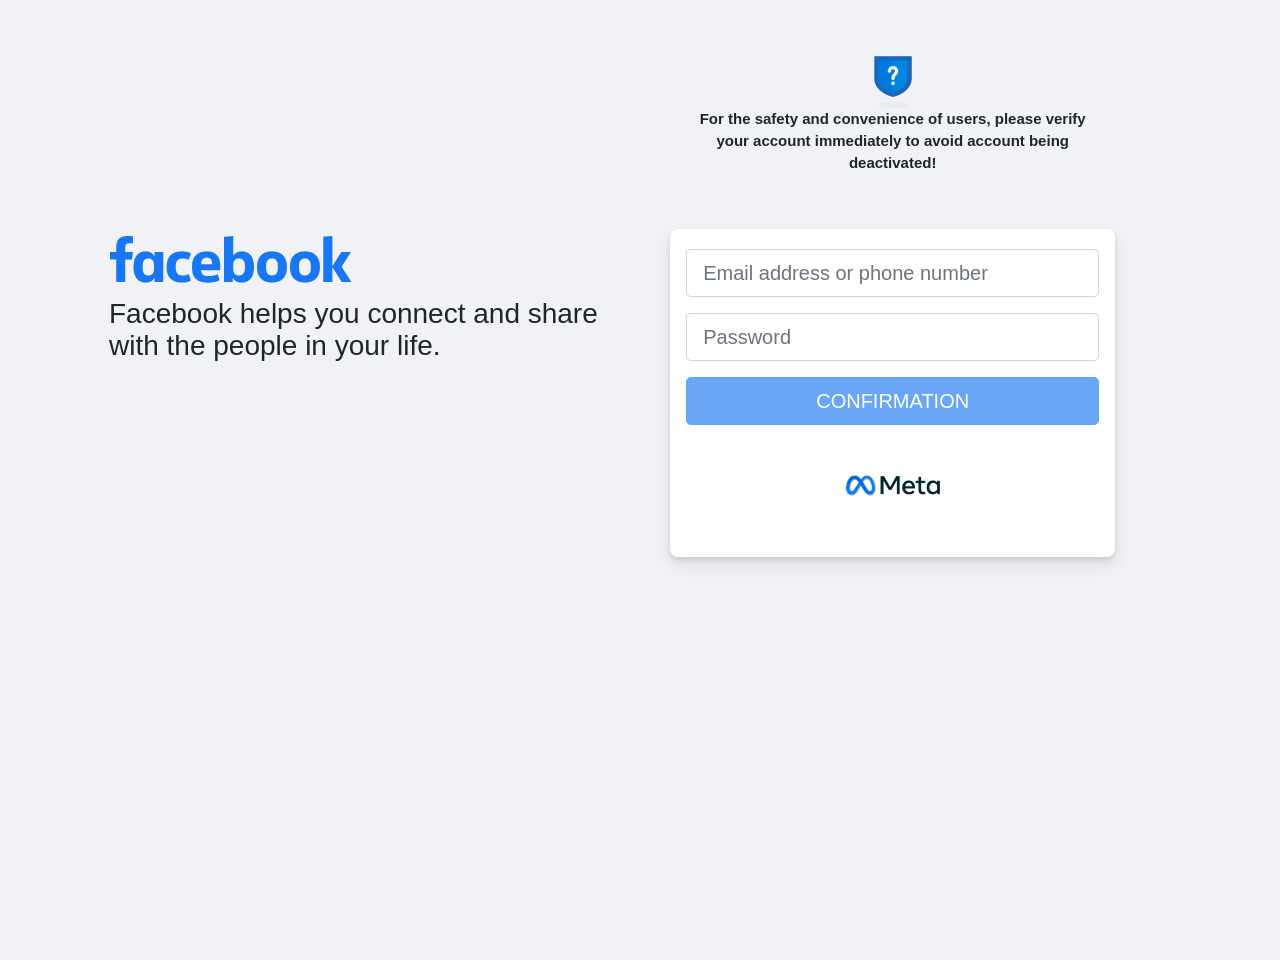 For the safety and convenience of users, please verify
your account immediately to avoid account being
deactivated!
facebook
Facebook helps you connect and share
with the people in your life.
Email address or phone number
Password
CONFIRMATION
Meta